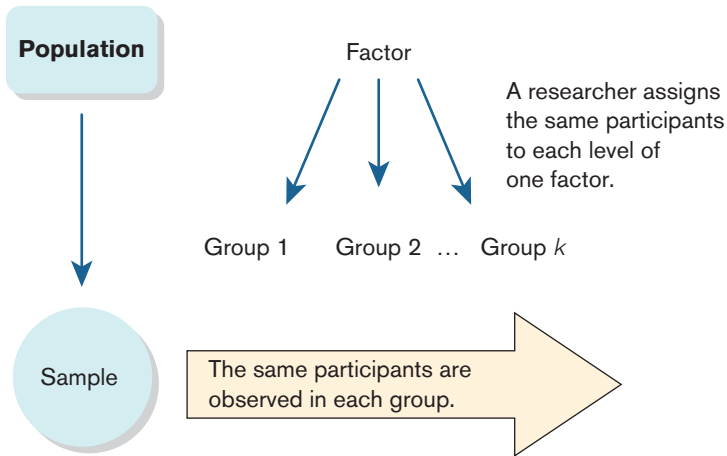 Population
Factor
A researcher assigns
the same participants
to each level of
one factor.
Group 1 Group 2 … Group k
Sample
The same participants are
observed in each group.